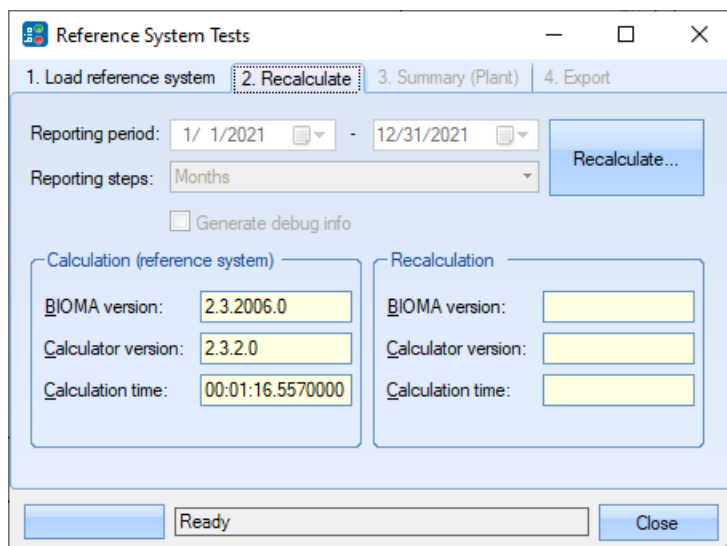 Reference System Tests
1. Load reference system 2. Recalculate 3. Summary (Plant) 4. Export
Reporting period: 1/ 1/2021 - 12/31/2021 Recalculate...
Reporting steps: Months
Generate debug info
Calculation (reference system) Recalculation
BIOMA version: 2.3.2006.0 BIOMA version:
Calculator version: 2.3.2.0 Calculator version:
Calculation time: 00:01:16.5570000 Calculation time:
Ready Close